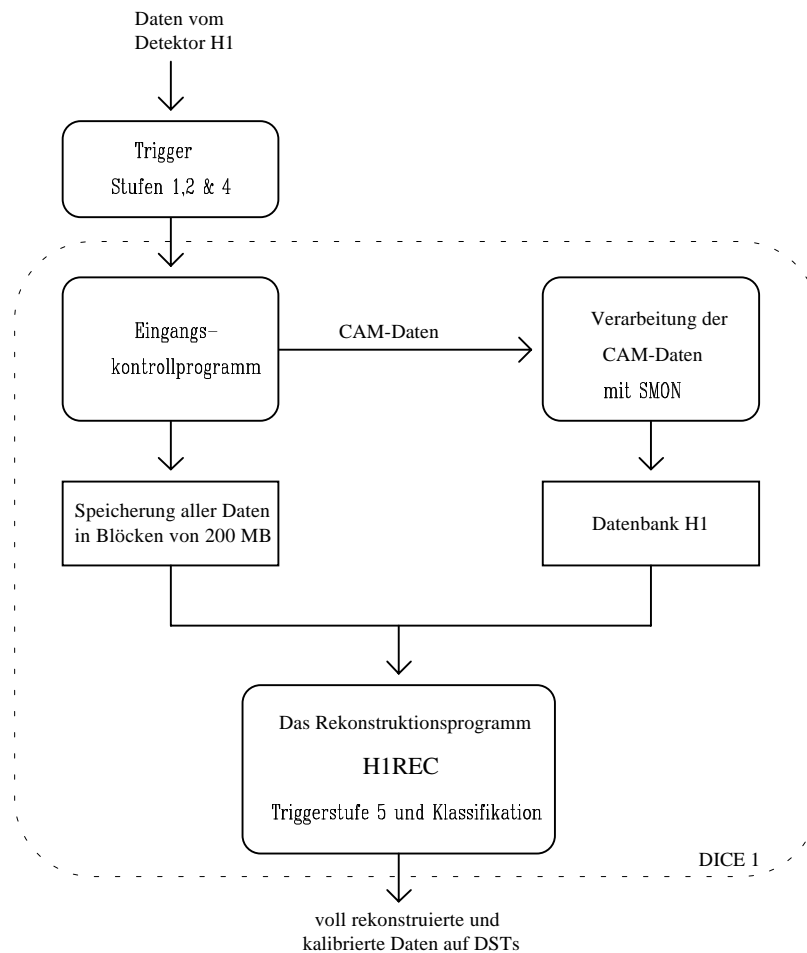 Daten vom
Detektor H1
Trigger
Stufen 1,2 & 4
Eingangs-
kontrollprogramm
CAM-Daten
Verarbeitung der
CAM-Daten
mit SMON
Speicherung aller Daten
in Blöcken von 200 MB
Datenbank H1
Das Rekonstruktionsprogramm
H1REC
Triggerstufe 5 und Klassifikation
DICE 1
voll rekonstruierte und
kalibrierte Daten auf DSTs